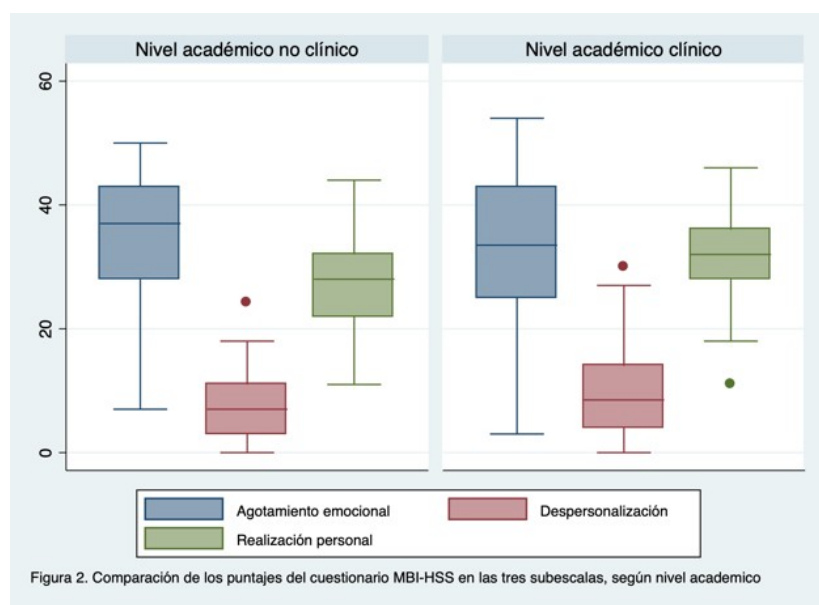 Nivel académico no clínico
Nivel académico clínico
60
40
20
0
Agotamiento emocional
Despersonalización
Realización personal
Figura 2. Comparación de los puntajes del cuestionario MBI-HSS en las tres subescalas, según nivel academico